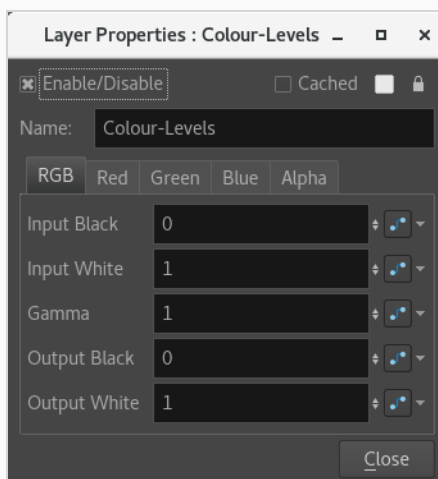 Layer Properties : Colour-Levels
Enable/Disable Cached
Name: Colour-Levels
RGB Red Green Blue Alpha
Input Black 0
Input White 1
Gamma 1
Output Black 0
Output White 1
Close